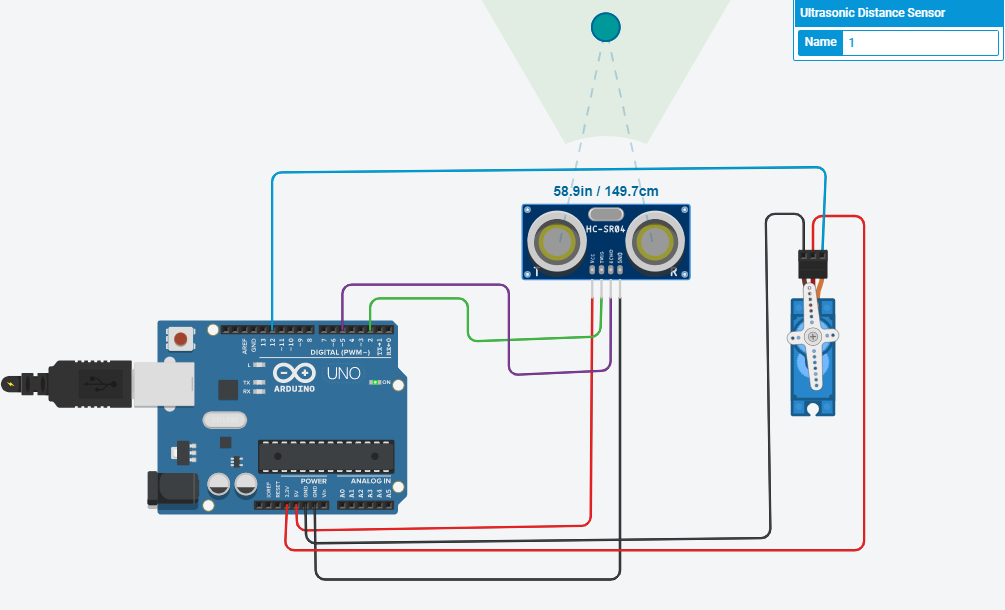 Ultrasonic Distance Sensor
Name 1
58.9in / 149.7cm
HC-SR04
VCC
TRIG
ECHO
GND
T
R
AREF
GND
13
12
~11
~10
~9
8
7
~6
~5
4
~3
2
TX→1
RX←0
DIGITAL (PWM~)
L
TX
RX
ARDUINO
UNO
ON
POWER
ANALOG IN
IOREF
RESET
3.3V
5V
GND
GND
Vin
A0
A1
A2
A3
A4
A5